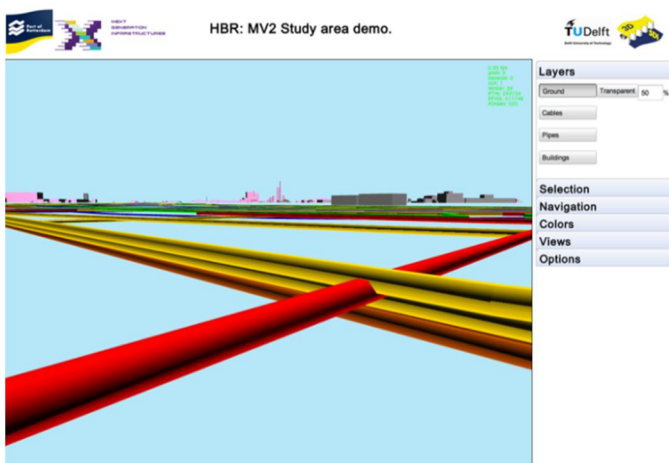 Port of
Rotterdam
NEXT
GENERATION
INFRASTRUCTURES
HBR: MV2 Study area demo.
TUDelft
Delft University of Technology
3D
Layers
Ground
Transparent 50 %
Cables
Pipes
Buildings
Selection
Navigation
Colors
Views
Options